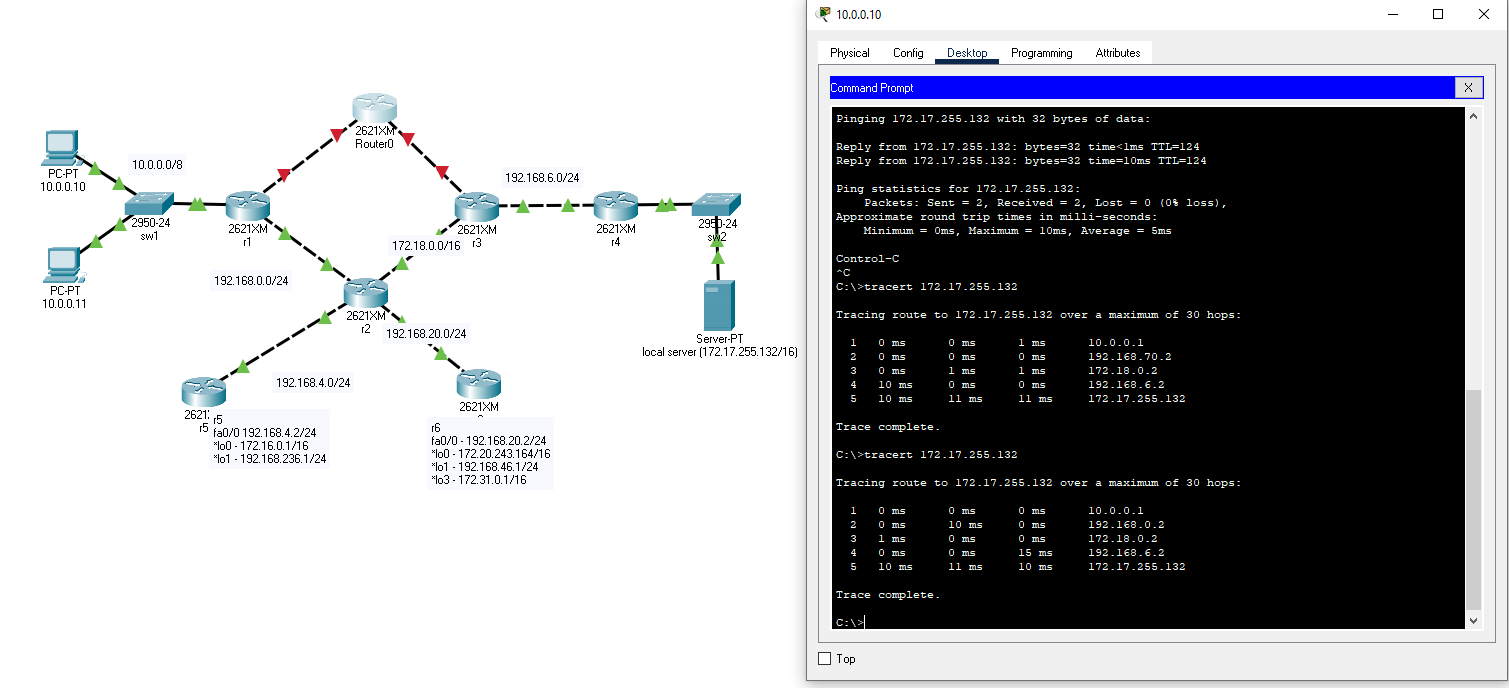 2621XM
Router0
PC-PT
10.0.0.10
10.0.0.0/8
2950-24
sw1
2621XM
r1
PC-PT
10.0.0.11
192.168.0.0/24
172.18.0.0/16
2621XM
r3
192.168.6.0/24
2621XM
r4
2950-24
sw2
2621XM
r2
192.168.20.0/24
Server-PT
local server (172.17.255.132/16)
192.168.4.0/24
r5
r5
fa0/0 192.168.4.2/24
*lo0 - 172.16.0.1/16
*lo1 - 192.168.236.1/24
2621XM
r6
fa0/0 - 192.168.20.2/24
*lo0 - 172.20.243.164/16
*lo1 - 192.168.46.1/24
*lo3 - 172.31.0.1/16
10.0.0.10
Physical Config Desktop Programming Attributes
Command Prompt
X
Pinging 172.17.255.132 with 32 bytes of data:
Reply from 172.17.255.132: bytes=32 time<1ms TTL=124
Reply from 172.17.255.132: bytes=32 time=10ms TTL=124
Ping statistics for 172.17.255.132:
Packets: Sent = 2, Received = 2, Lost = 0 (0% loss),
Approximate round trip times in milli-seconds:
Minimum = 0ms, Maximum = 10ms, Average = 5ms
Control-C
^C
C:\>tracert 172.17.255.132
Tracing route to 172.17.255.132 over a maximum of 30 hops:
1 0 ms 0 ms 1 ms 10.0.0.1
2 0 ms 0 ms 0 ms 192.168.70.2
3 0 ms 1 ms 1 ms 172.18.0.2
4 10 ms 0 ms 0 ms 192.168.6.2
5 10 ms 11 ms 11 ms 172.17.255.132
Trace complete.
C:\>tracert 172.17.255.132
Tracing route to 172.17.255.132 over a maximum of 30 hops:
1 0 ms 0 ms 0 ms 10.0.0.1
2 0 ms 10 ms 0 ms 192.168.0.2
3 1 ms 0 ms 0 ms 172.18.0.2
4 0 ms 0 ms 15 ms 192.168.6.2
5 10 ms 11 ms 10 ms 172.17.255.132
Trace complete.
C:\>
Top